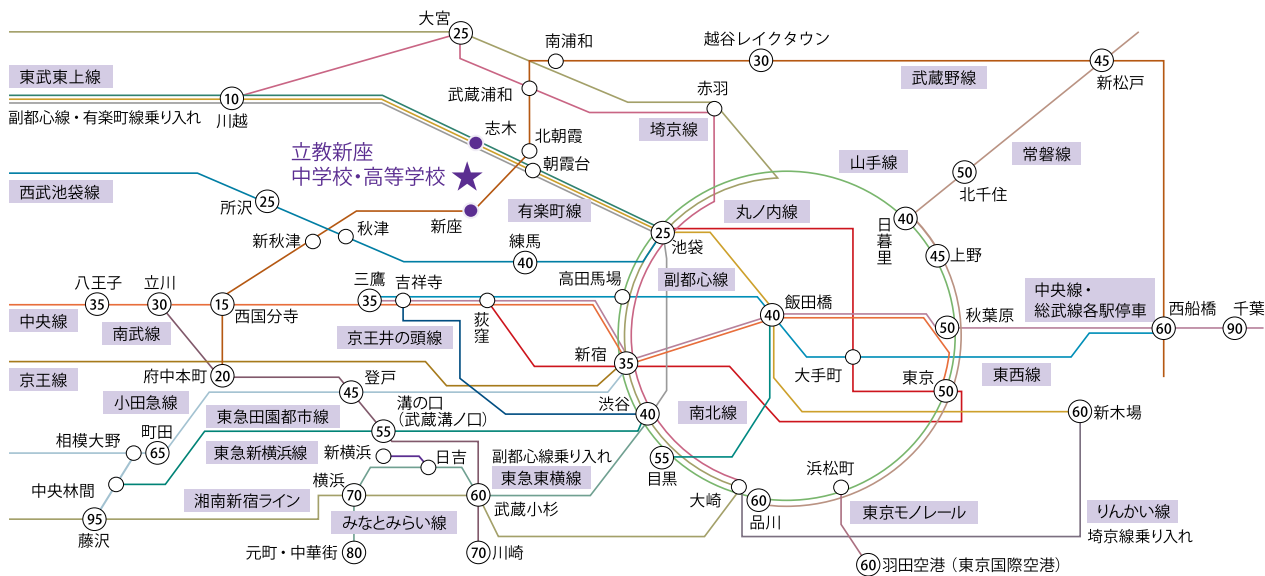 大宮
25
南浦和
越谷レイクタウン
30
45
新松戸
武蔵野線
東武東上線
10
川越
副都心線・有楽町線乗り入れ
武蔵浦和
赤羽
埼京線
志木
北朝霞
朝霞台
立教新座
中学校・高等学校
山手線
常磐線
50
北千住
西武池袋線
所沢
25
新座
有楽町線
丸ノ内線
40
日暮里
新秋津
秋津
練馬
40
25
池袋
45
上野
高田馬場
副都心線
八王子
35
立川
30
15
西国分寺
三鷹
35
吉祥寺
荻窪
飯田橋
40
50
秋葉原
中央線・
総武線各駅停車
西船橋
60
千葉
90
中央線
南武線
京王井の頭線
新宿
35
大手町
東京
50
東西線
京王線
府中本町
20
登戸
45
小田急線
東急田園都市線
溝の口
(武蔵溝ノ口)
55
渋谷
40
南北線
60
新木場
相模大野
町田
65
東急新横浜線
新横浜
日吉
副都心線乗り入れ
東急東横線
55
目黒
中央林間
湘南新宿ライン
横浜
70
60
武蔵小杉
大崎
60
品川
浜松町
東京モノレール
りんかい線
埼京線乗り入れ
95
藤沢
みなとみらい線
元町・中華街
80
70
川崎
60
羽田空港（東京国際空港）